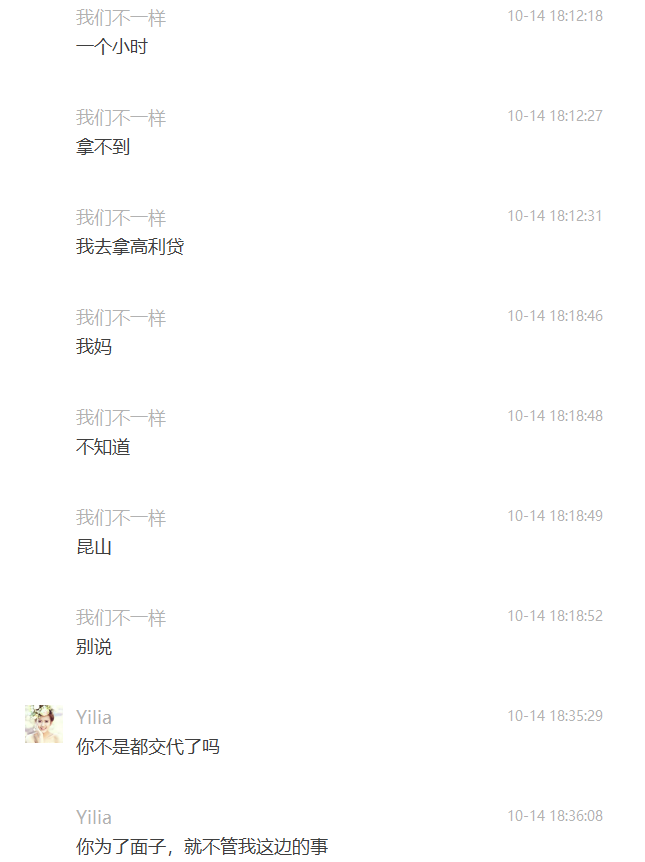 我们不一样 10-14 18:12:18
一个小时
我们不一样 10-14 18:12:27
拿不到
我们不一样 10-14 18:12:31
我去拿高利贷
我们不一样 10-14 18:18:46
我妈
我们不一样 10-14 18:18:48
不知道
我们不一样 10-14 18:18:49
昆山
我们不一样 10-14 18:18:52
别说
Yilia 10-14 18:35:29
你不是都交代了吗
Yilia 10-14 18:36:08
你为了面子，就不管我这边的事